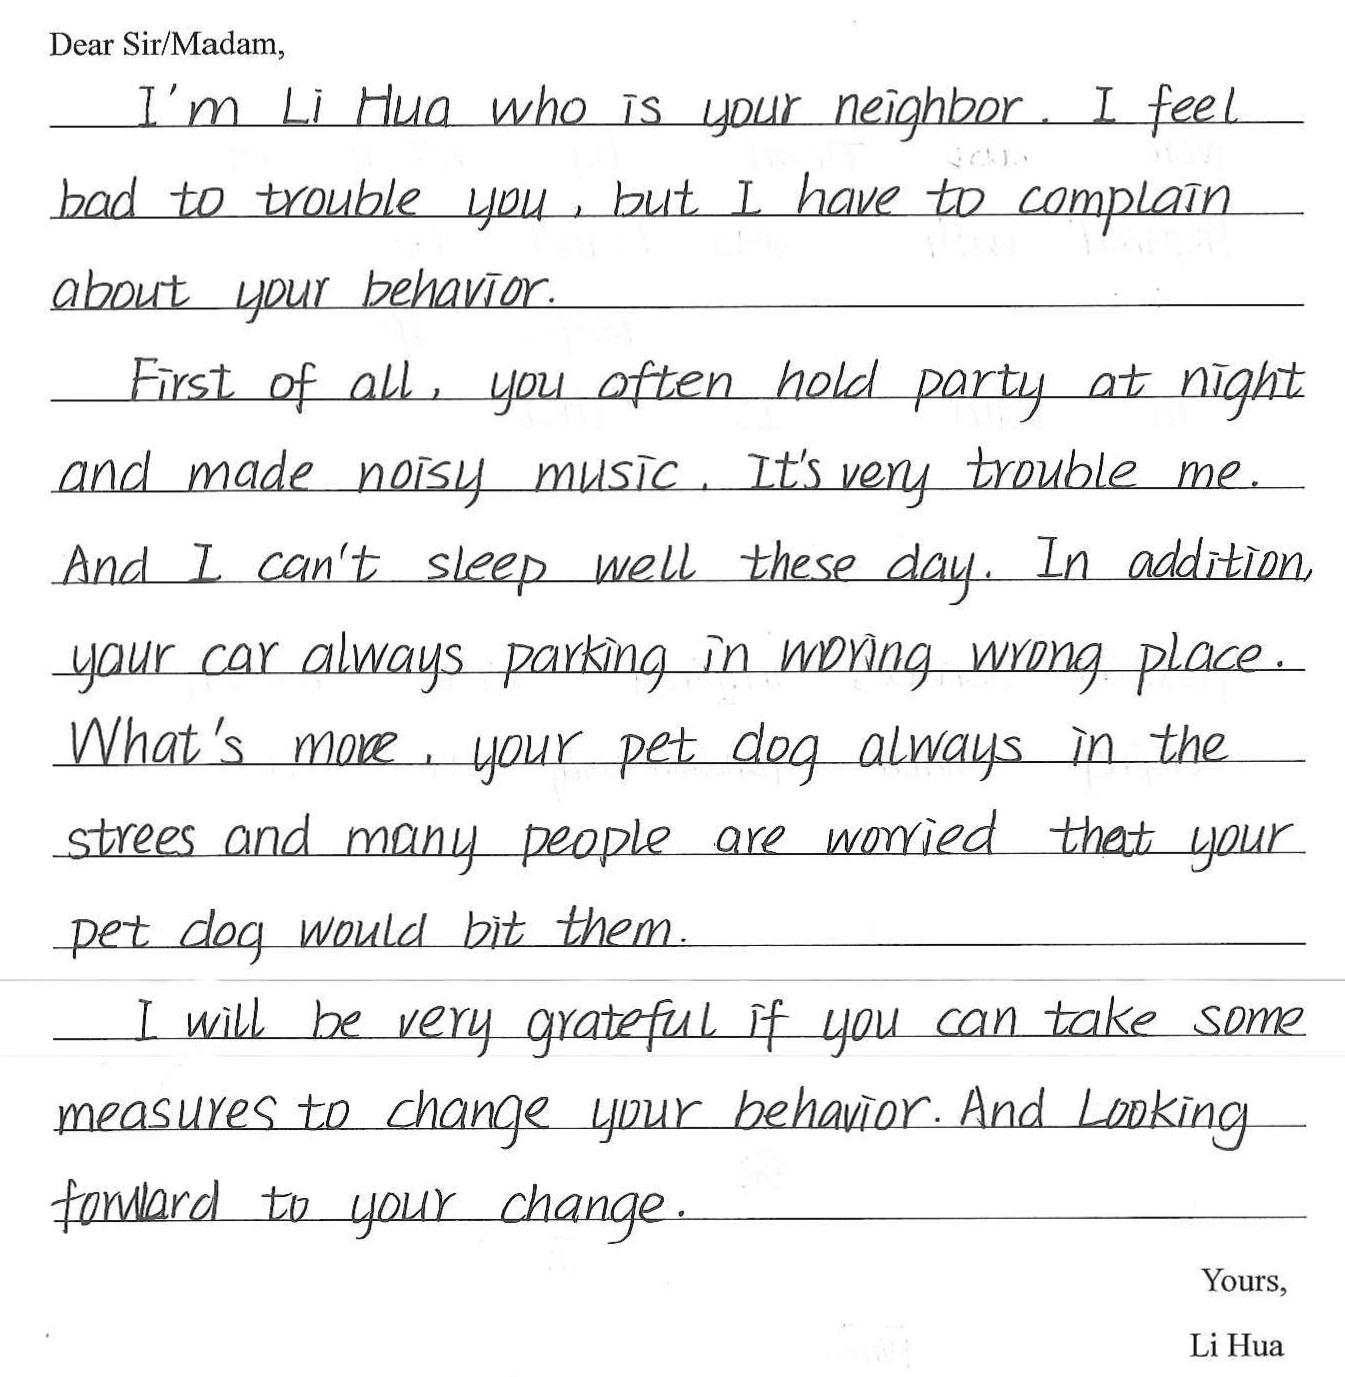 Dear Sir/Madam,
I'm Li Hua who is your neighbor. I feel
bad to trouble you, but I have to complain
about your behavior.
First of all, you often hold party at night
and made noisy music. It's very trouble me.
And I can't sleep well these day. In addition,
your car always parking in woring wrong place.
What's more, your pet dog always in the
strees and many people are worried that your
pet dog would bit them.
I will be very grateful if you can take some
measures to change your behavior. And Looking
forward to your change.
Yours,
Li Hua